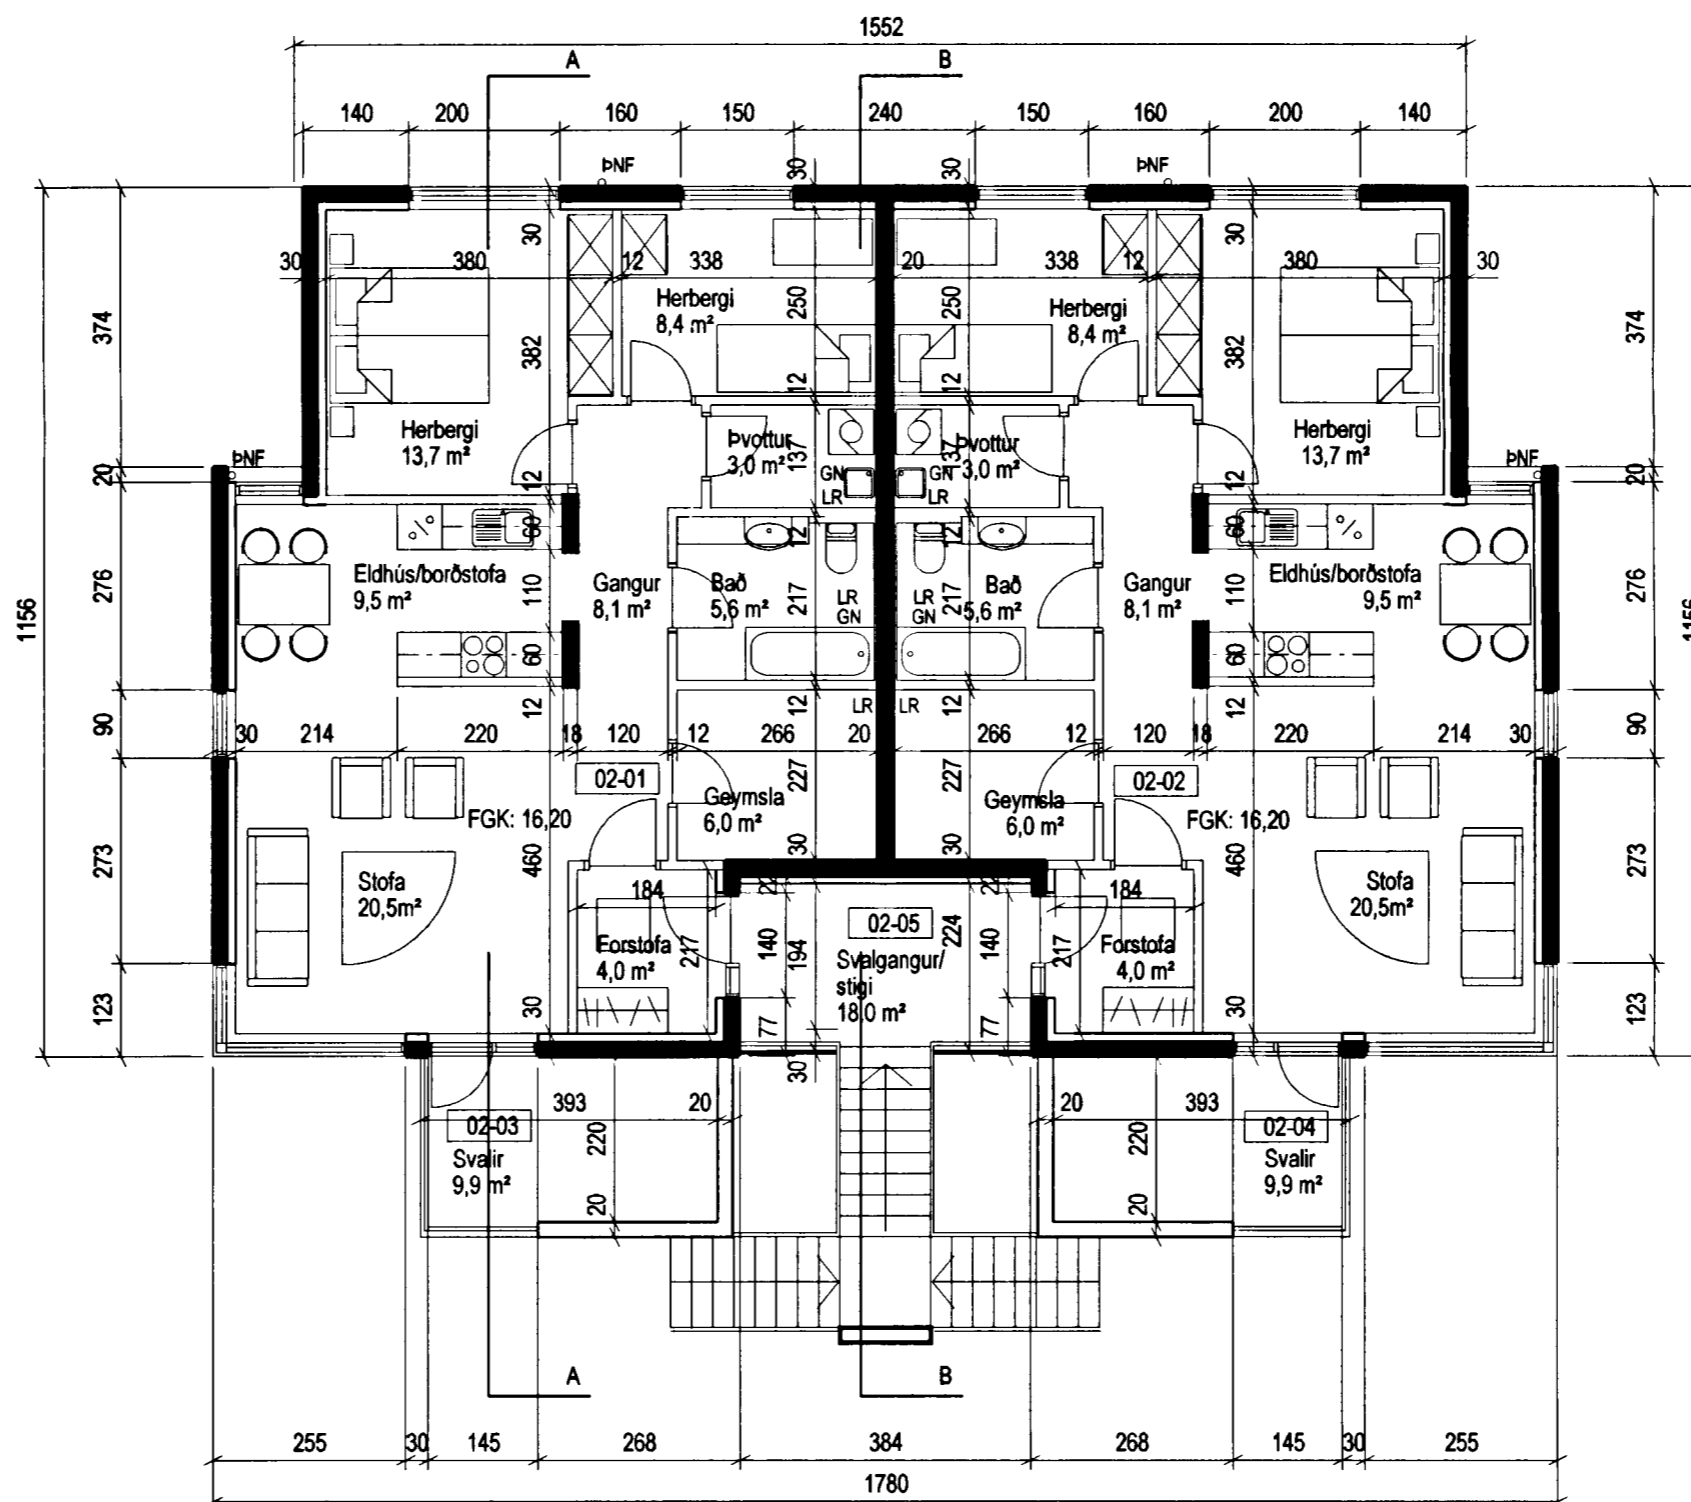 1552
A B
140 200 160 150 240 150 160 200 140
ÞNF ÞNF
30 30
30 30
30 380 12 338 20 338 12 380 30
Herbergi
8,4 m²
250
250
Herbergi
8,4 m²
374
382
382
374
12 12
Herbergi
13,7 m²
Þvottur
3,0 m²
137
137
Þvottur
3,0 m²
Herbergi
13,7 m²
ÞNF ÞNF
20 12 GN GN 12 20
LR LR
60 12 12 60
Eldhús/borðstofa
9,5 m²
Gangur
8,1 m²
Bað
5,6 m²
Bað
5,6 m²
Gangur
8,1 m²
Eldhús/borðstofa
9,5 m²
1156 276 110 217 217 110 276 1156
LR
GN
LR
GN
60 60
12 12 LR LR 12 12
90 90
30 214 220 18 120 12 266 20 266 12 120 18 220 214 30
02-01 02-02
227 227
Geymsla
6,0 m²
Geymsla
6,0 m²
FGK: 16,20 FGK: 16,20
30 30
273 460 460 273
Stofa
20,5m²
Stofa
20,5m²
184 184
02-05
Forstofa
4,0 m²
217 140 194 224 140 217
Forstofa
4,0 m²
Svalgangur/
stigi
18,0 m²
123 30 77 77 30 123
30
393 20 20 393
02-03 02-04
Svalir
9,9 m²
220 220
Svalir
9,9 m²
20 20
A B
255 30 145 268 384 268 145 30 255
1780